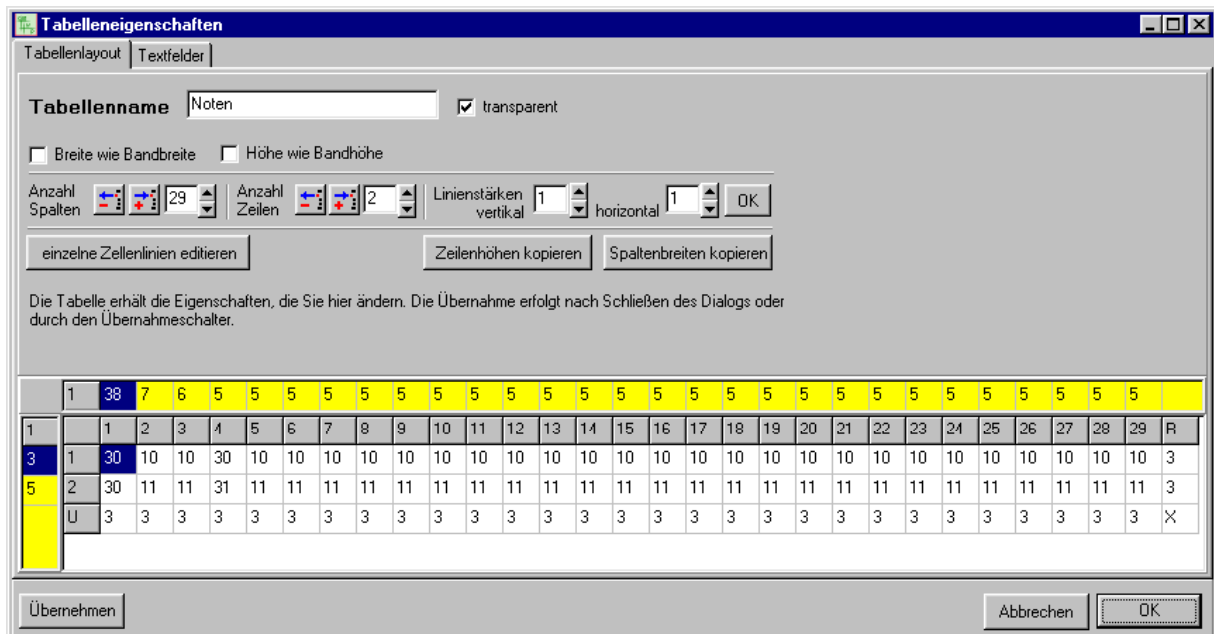 Tabelleneigenschaften
Tabellenlayout Textfelder
Tabellenname Noten transparent
Breite wie Bandbreite Höhe wie Bandhöhe
Anzahl Spalten 29 Anzahl Zeilen 2 Linienstärken vertikal 1 horizontal 1 OK
einzelne Zellenlinien editieren Zeilenhöhen kopieren Spaltenbreiten kopieren
Die Tabelle erhält die Eigenschaften, die Sie hier ändern. Die Übernahme erfolgt nach Schließen des Dialogs oder
durch den Übernahmeschalter.
1 38 7 6 5 5 5 5 5 5 5 5 5 5 5 5 5 5 5 5 5 5 5 5 5 5 5 5 5 5
1 1 2 3 4 5 6 7 8 9 10 11 12 13 14 15 16 17 18 19 20 21 22 23 24 25 26 27 28 29 R
3 1 30 10 10 30 10 10 10 10 10 10 10 10 10 10 10 10 10 10 10 10 10 10 10 10 10 10 10 10 10 3
5 2 30 11 11 31 11 11 11 11 11 11 11 11 11 11 11 11 11 11 11 11 11 11 11 11 11 11 11 11 11 3
U 3 3 3 3 3 3 3 3 3 3 3 3 3 3 3 3 3 3 3 3 3 3 3 3 3 3 3 3 3 X
Übernehmen Abbrechen OK